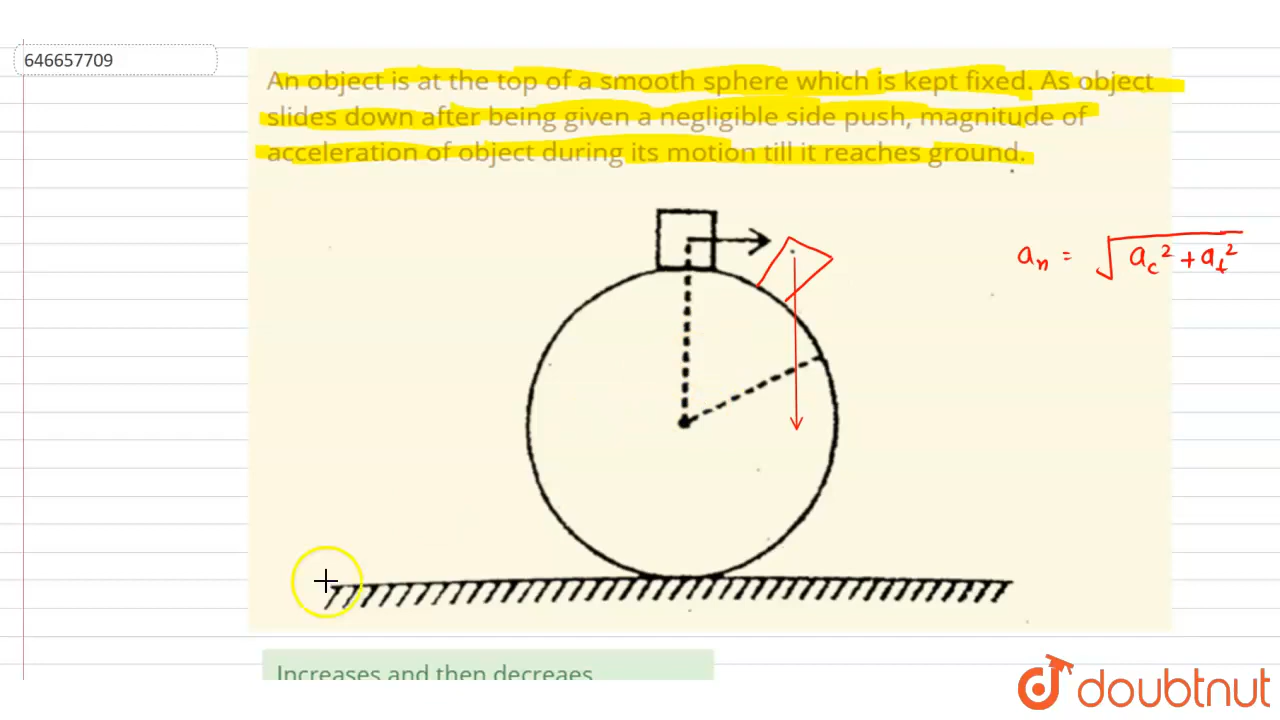 646657709
An object is at the top of a smooth sphere which is kept fixed. As object
slides down after being given a negligible side push, magnitude of
acceleration of object during its motion till it reaches ground.
aₙ = √(a_c² + a_t²)
Increases and then decreaes
doubtnut